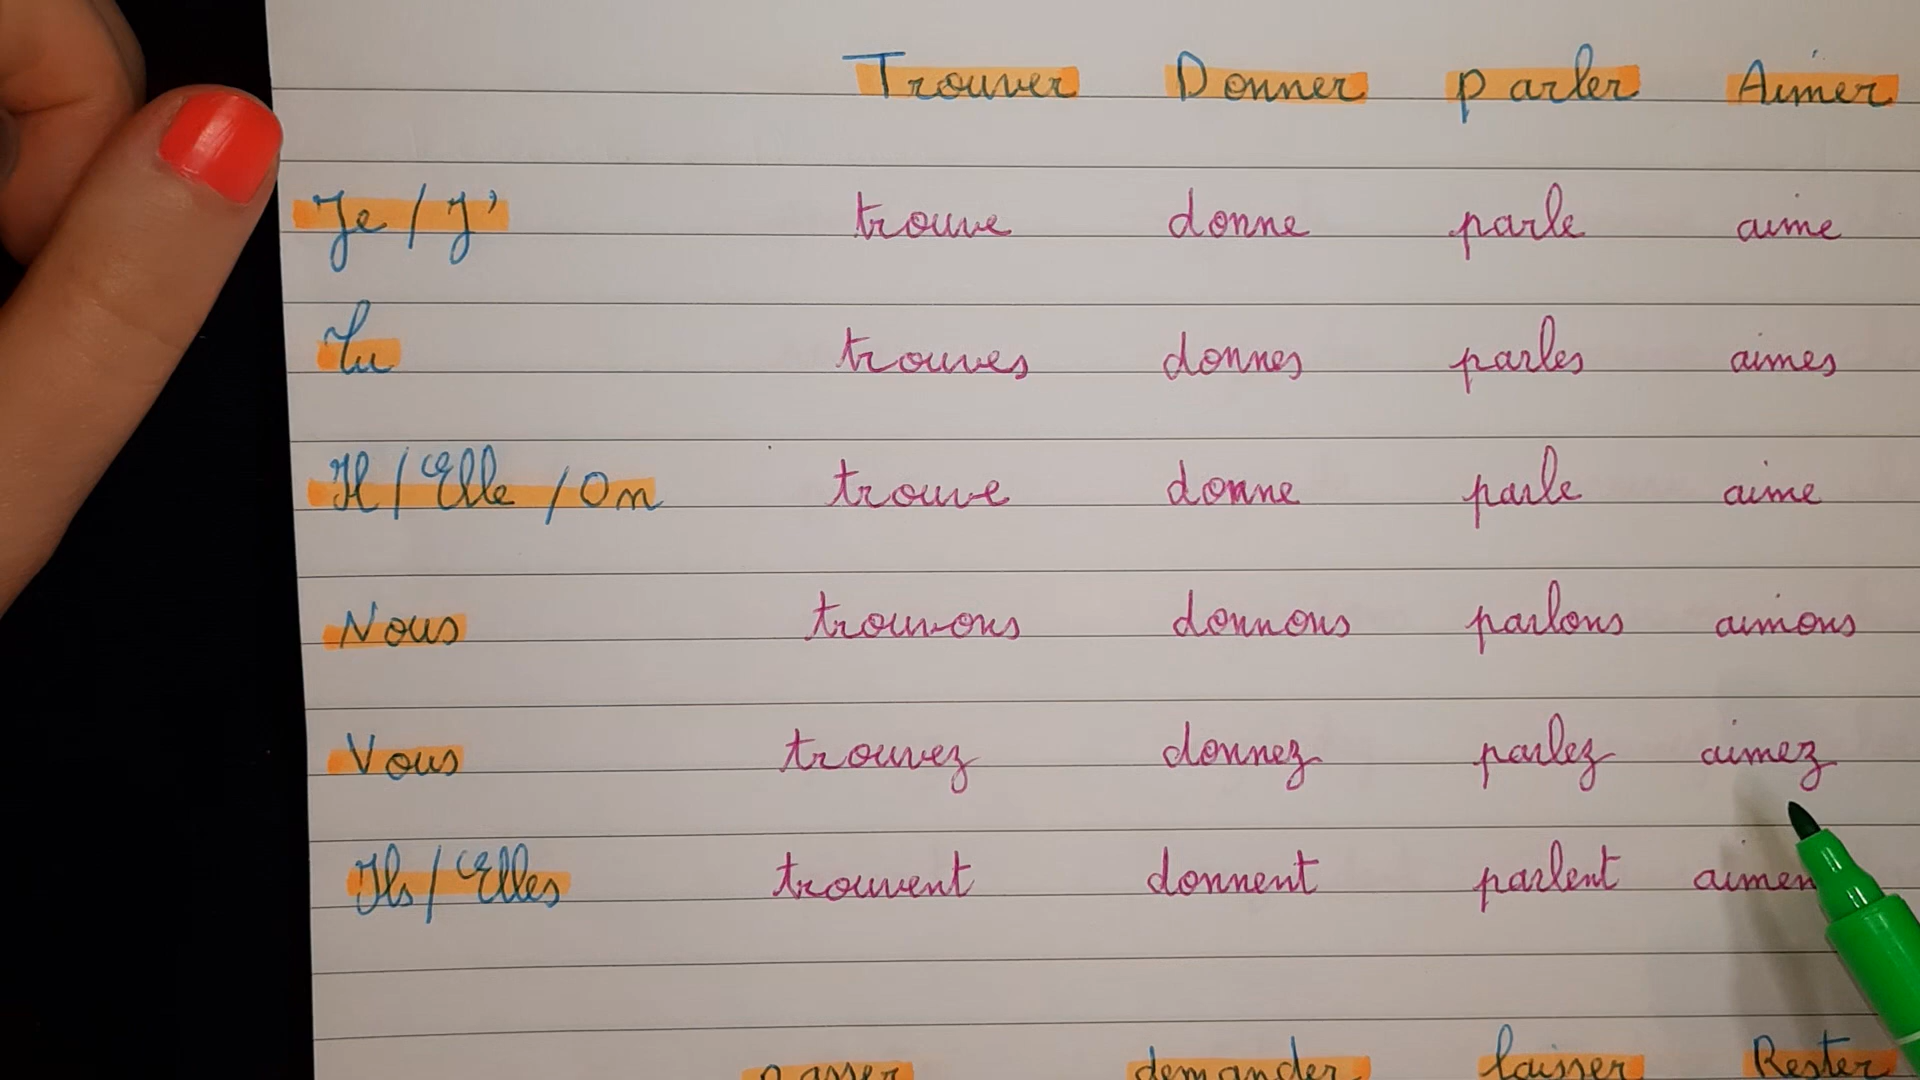 Trouver Donner parler Aimer
Je / J' trouve donne parle aime
Tu trouves donnes parles aimes
Il / Elle / On trouve donne parle aime
Nous trouvons donnons parlons aimons
Vous trouvez donnez parlez aimez
Ils / Elles trouvent donnent parlent aimen
passer demander laisser Rester